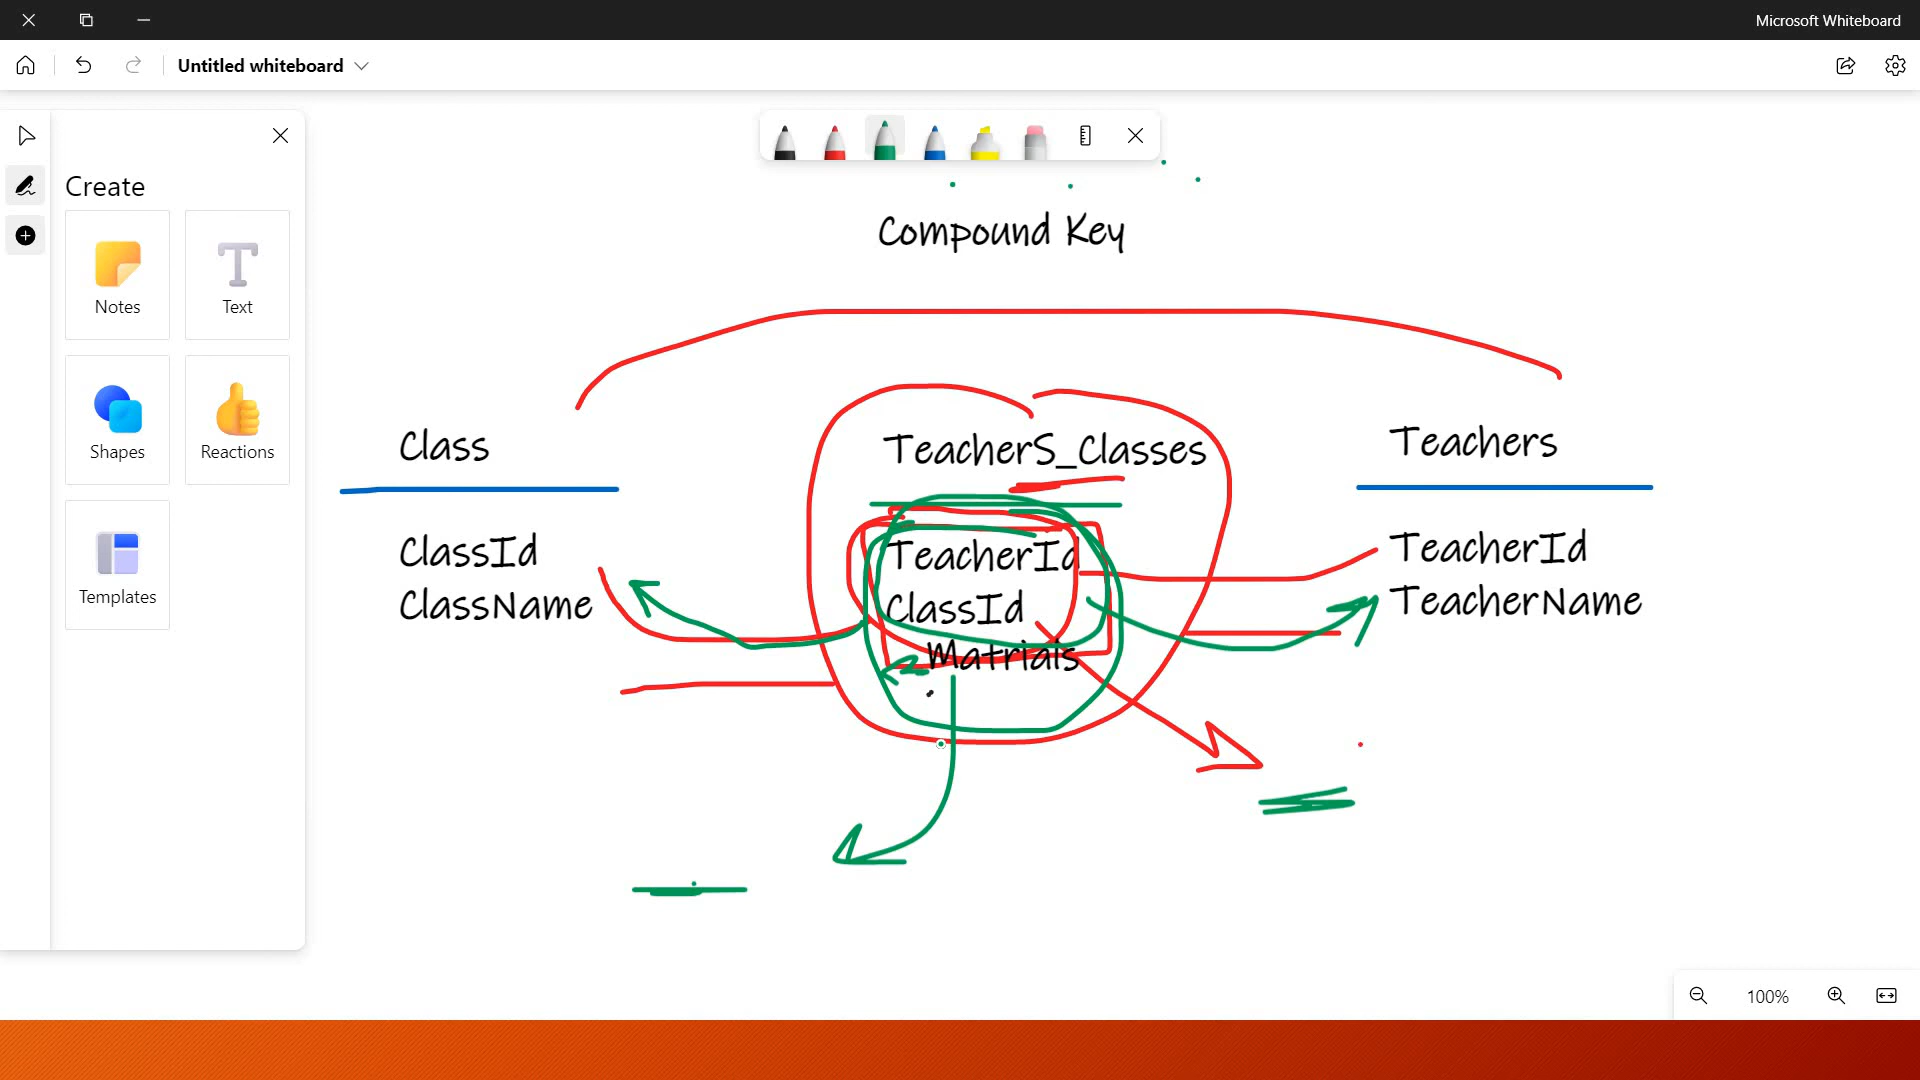 Microsoft Whiteboard
Untitled whiteboard
Create
Notes
Text
Shapes
Reactions
Templates
Compound Key
Class
ClassId
ClassName
TeacherS_Classes
TeacherId
ClassId
Matrials
Teachers
TeacherId
TeacherName
100%